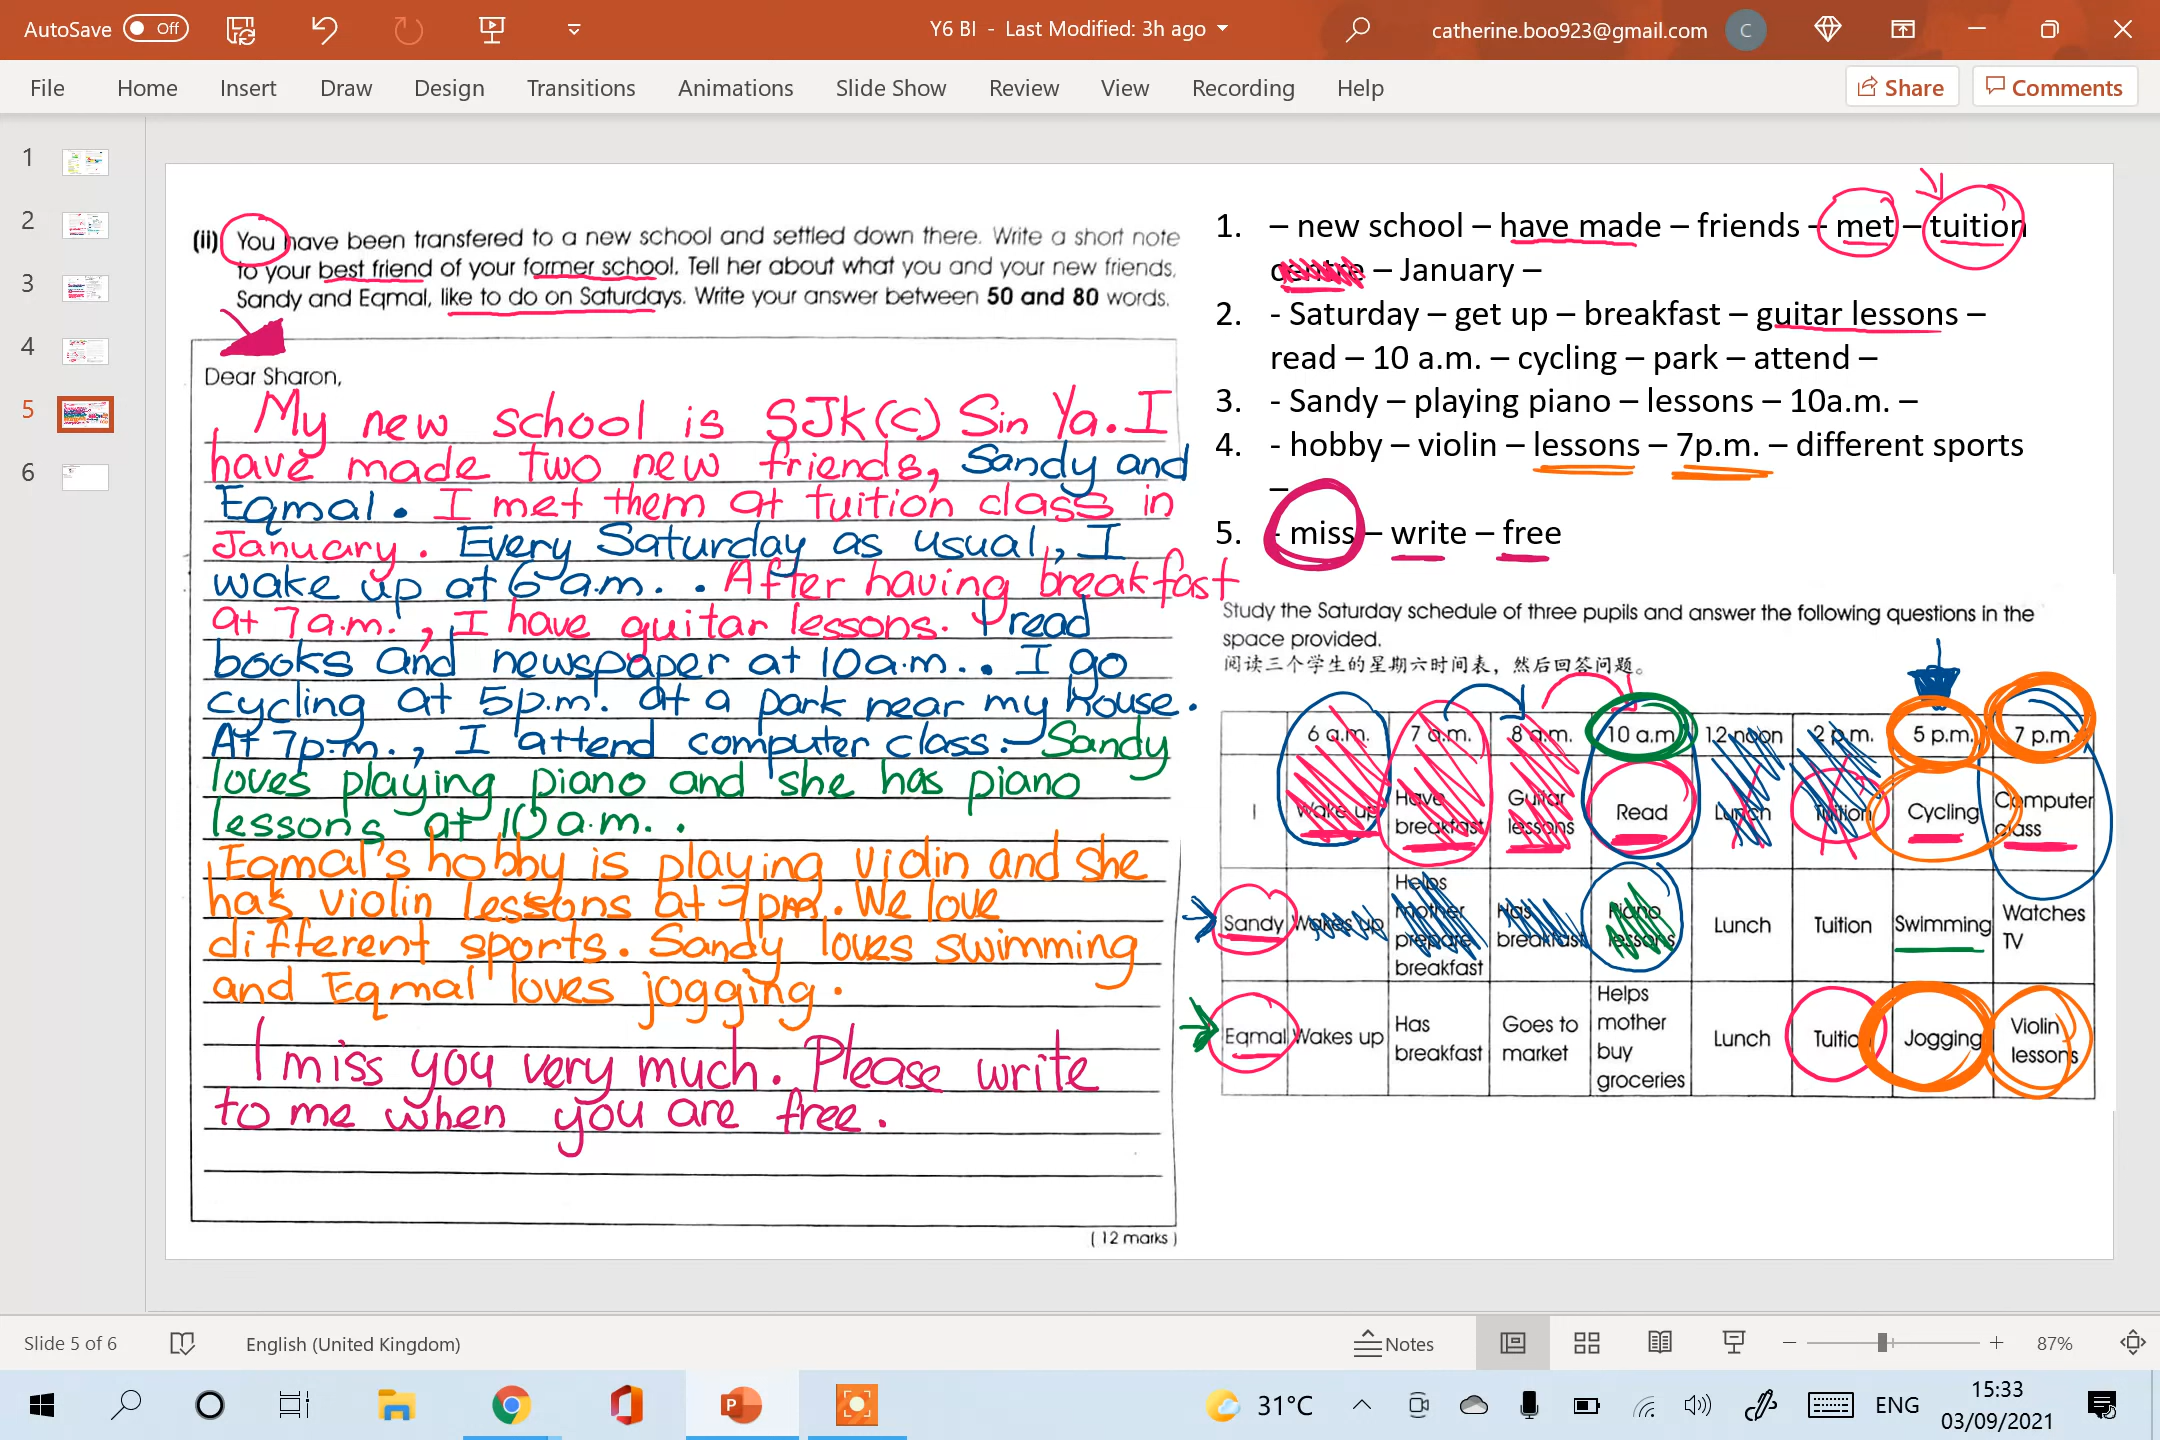 AutoSave Off
Y6 BI - Last Modified: 3h ago
catherine.boo923@gmail.com
C
File Home Insert Draw Design Transitions Animations Slide Show Review View Recording Help
Share Comments
1
2
3
4
5
6
(ii) You have been transfered to a new school and settled down there. Write a short note
to your best friend of your former school. Tell her about what you and your new friends,
Sandy and Eqmal, like to do on Saturdays. Write your answer between 50 and 80 words.
Dear Sharon,
My new school is SJK(C) Sin Ya. I
have made two new friends, Sandy and
Eqmal. I met them at tuition class in
January. Every Saturday as usual, I
wake up at 6 a.m.. After having breakfast
at 7a.m., I have guitar lessons. I read
books and newspaper at 10a.m.. I go
cycling at 5p.m. at a park near my house.
At 7p.m., I attend computer class. Sandy
loves playing piano and she has piano
lessons at 10 a.m..
Eqmal's hobby is playing violin and she
has violin lessons at 7pm. We love
different sports. Sandy loves swimming
and Eqmal loves jogging.
I miss you very much. Please write
to me when you are free.
( 12 marks )
1. – new school – have made – friends – met – tuition
centre – January –
2. - Saturday – get up – breakfast – guitar lessons –
read – 10 a.m. – cycling – park – attend –
3. - Sandy – playing piano – lessons – 10a.m. –
4. - hobby – violin – lessons – 7p.m. – different sports
–
5. - miss – write – free
Study the Saturday schedule of three pupils and answer the following questions in the
space provided.
阅读三个学生的星期六时间表，然后回答问题。
6 a.m. 7 a.m. 8 a.m. 10 a.m. 12 noon 2 p.m. 5 p.m. 7 p.m.
I Wake up Have breakfast Guitar lessons Read Lunch Tuition Cycling Computer class
Sandy Wakes up Helps mother prepare breakfast Has breakfast Piano lessons Lunch Tuition Swimming Watches TV
Eqmal Wakes up Has breakfast Goes to market Helps mother buy groceries Lunch Tuition Jogging Violin lessons
Slide 5 of 6
English (United Kingdom)
Notes
87%
P
31°C
ENG
15:33
03/09/2021